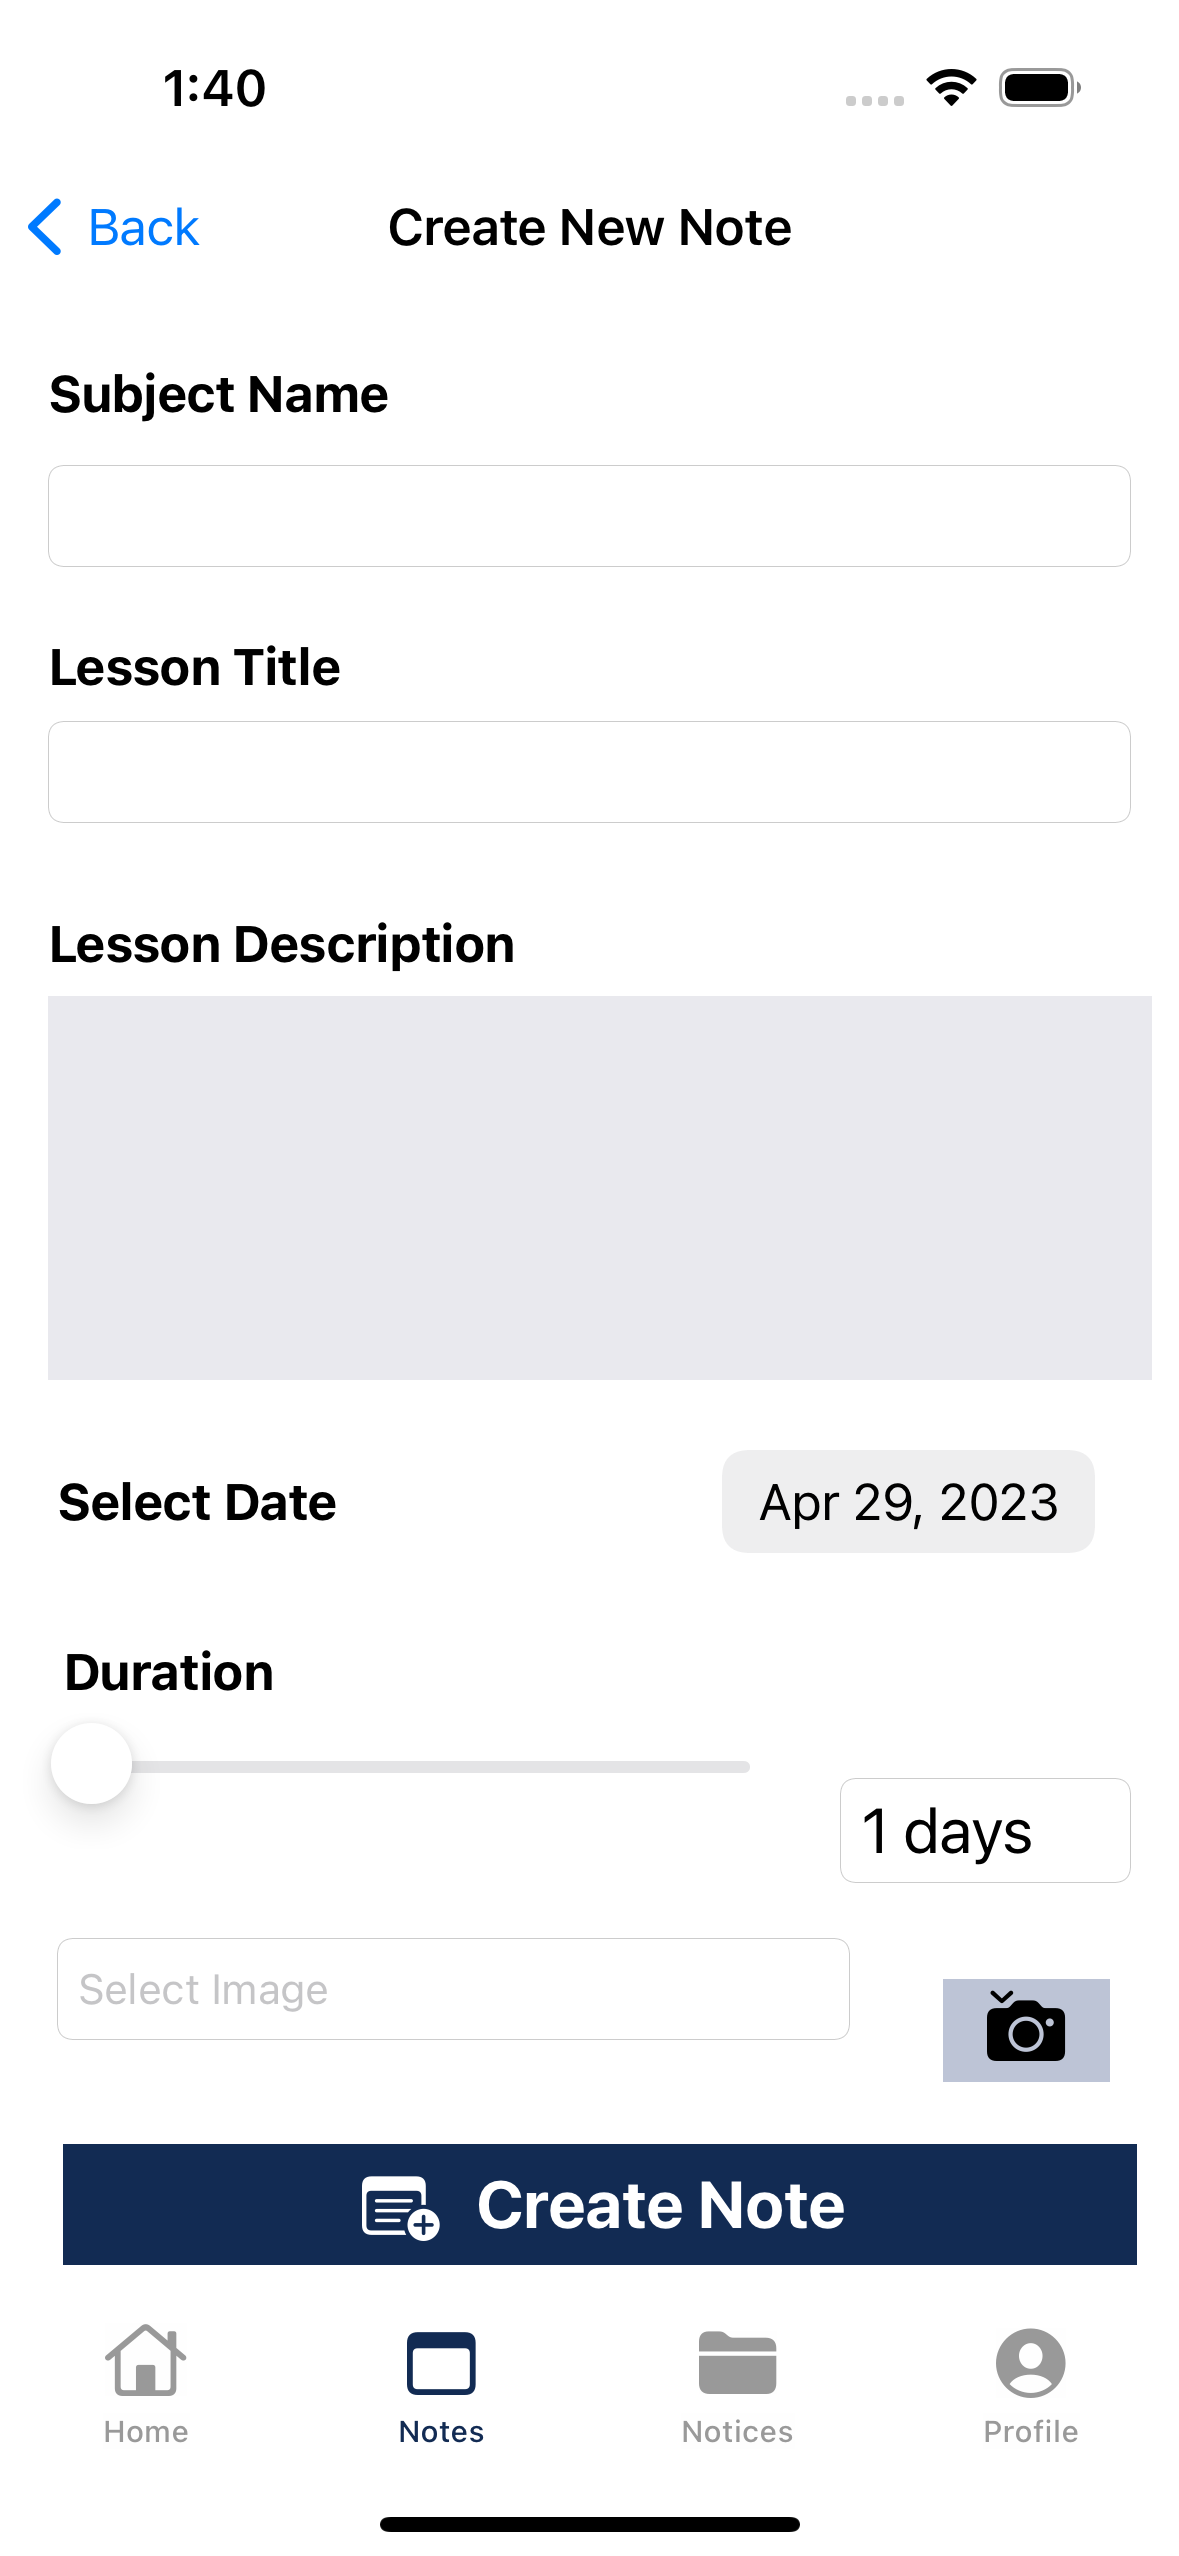 1:40
Back
Create New Note
Subject Name
Lesson Title
Lesson Description
Select Date
Apr 29, 2023
Duration
1 days
Select Image
Create Note
Home
Notes
Notices
Profile